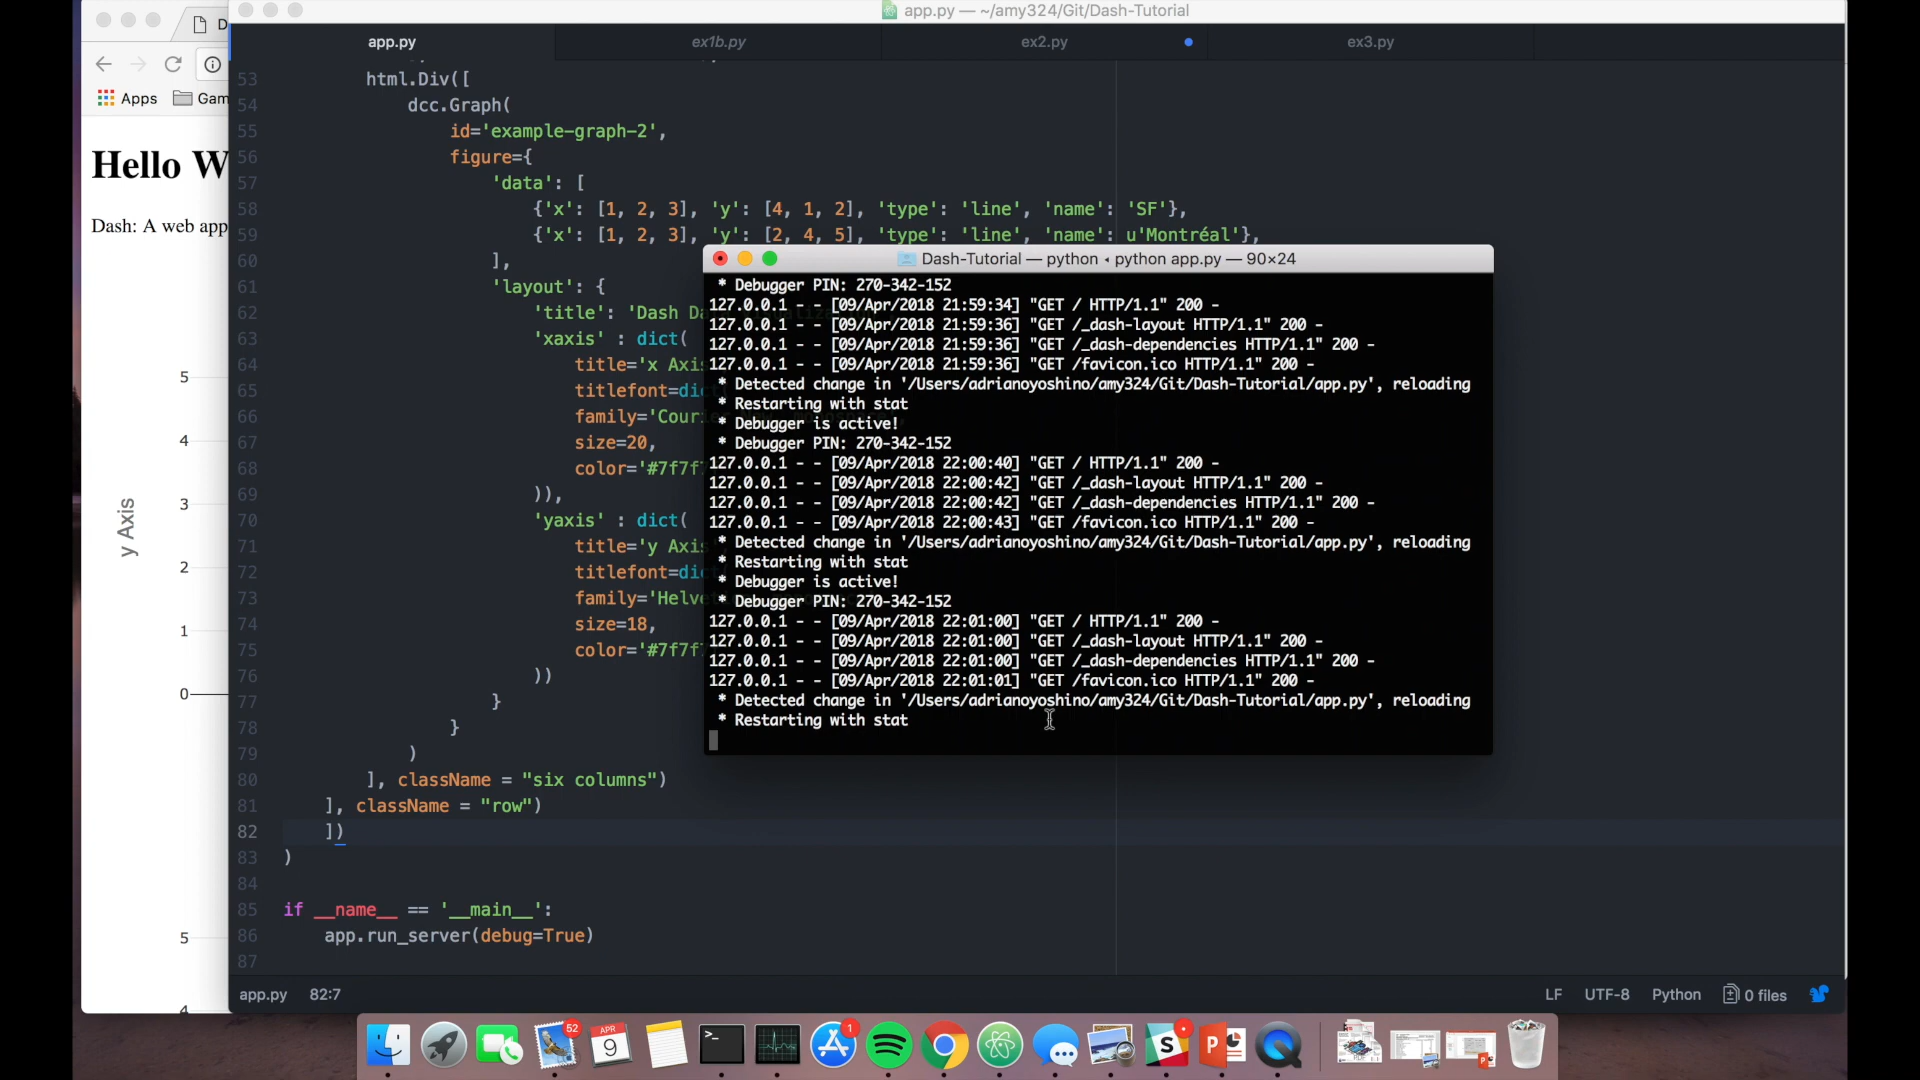 app.py — ~/amy324/Git/Dash-Tutorial
app.py
ex1b.py
ex2.py
ex3.py
D
Apps
Gam
Hello W
Dash: A web app
5
4
3
2
1
0
y Axis
5
4
53 html.Div([
54 dcc.Graph(
55 id='example-graph-2',
56 figure={
57 'data': [
58 {'x': [1, 2, 3], 'y': [4, 1, 2], 'type': 'line', 'name': 'SF'},
59 {'x': [1, 2, 3], 'y': [2, 4, 5], 'type': 'line', 'name': u'Montréal'},
60 ],
61 'layout': {
62 'title': 'Dash Da
63 'xaxis' : dict(
64 title='x Axi
65 titlefont=dic
66 family='Cour
67 size=20,
68 color='#7f7f
69 )),
70 'yaxis' : dict(
71 title='y Axis
72 titlefont=dic
73 family='Helve
74 size=18,
75 color='#7f7f
76 ))
77 }
78 }
79 )
80 ], className = "six columns")
81 ], className = "row")
82 ])
83 )
84
85 if __name__ == '__main__':
86 app.run_server(debug=True)
87
Dash-Tutorial — python ◂ python app.py — 90×24
* Debugger PIN: 270-342-152
127.0.0.1 - - [09/Apr/2018 21:59:34] "GET / HTTP/1.1" 200 -
127.0.0.1 - - [09/Apr/2018 21:59:36] "GET /_dash-layout HTTP/1.1" 200 -
127.0.0.1 - - [09/Apr/2018 21:59:36] "GET /_dash-dependencies HTTP/1.1" 200 -
127.0.0.1 - - [09/Apr/2018 21:59:36] "GET /favicon.ico HTTP/1.1" 200 -
* Detected change in '/Users/adrianoyoshino/amy324/Git/Dash-Tutorial/app.py', reloading
* Restarting with stat
* Debugger is active!
* Debugger PIN: 270-342-152
127.0.0.1 - - [09/Apr/2018 22:00:40] "GET / HTTP/1.1" 200 -
127.0.0.1 - - [09/Apr/2018 22:00:42] "GET /_dash-layout HTTP/1.1" 200 -
127.0.0.1 - - [09/Apr/2018 22:00:42] "GET /_dash-dependencies HTTP/1.1" 200 -
127.0.0.1 - - [09/Apr/2018 22:00:43] "GET /favicon.ico HTTP/1.1" 200 -
* Detected change in '/Users/adrianoyoshino/amy324/Git/Dash-Tutorial/app.py', reloading
* Restarting with stat
* Debugger is active!
* Debugger PIN: 270-342-152
127.0.0.1 - - [09/Apr/2018 22:01:00] "GET / HTTP/1.1" 200 -
127.0.0.1 - - [09/Apr/2018 22:01:00] "GET /_dash-layout HTTP/1.1" 200 -
127.0.0.1 - - [09/Apr/2018 22:01:00] "GET /_dash-dependencies HTTP/1.1" 200 -
127.0.0.1 - - [09/Apr/2018 22:01:01] "GET /favicon.ico HTTP/1.1" 200 -
* Detected change in '/Users/adrianoyoshino/amy324/Git/Dash-Tutorial/app.py', reloading
* Restarting with stat
app.py 82:7
LF UTF-8 Python 0 files
52
APR
9
1